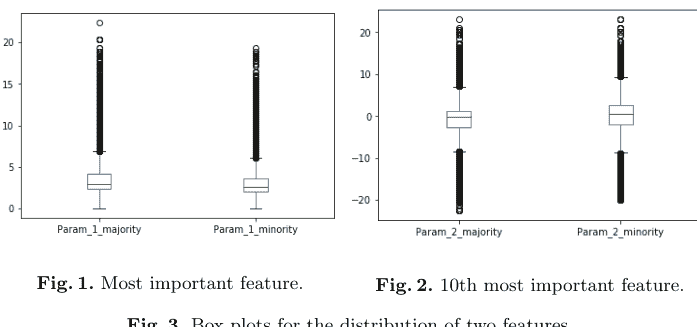 20
15
10
5
0
Param_1_majority Param_1_minority
20
10
0
−10
−20
Param_2_majority Param_2_minority
Fig. 1. Most important feature.
Fig. 2. 10th most important feature.
Fig. 3. Box plots for the distribution of two features